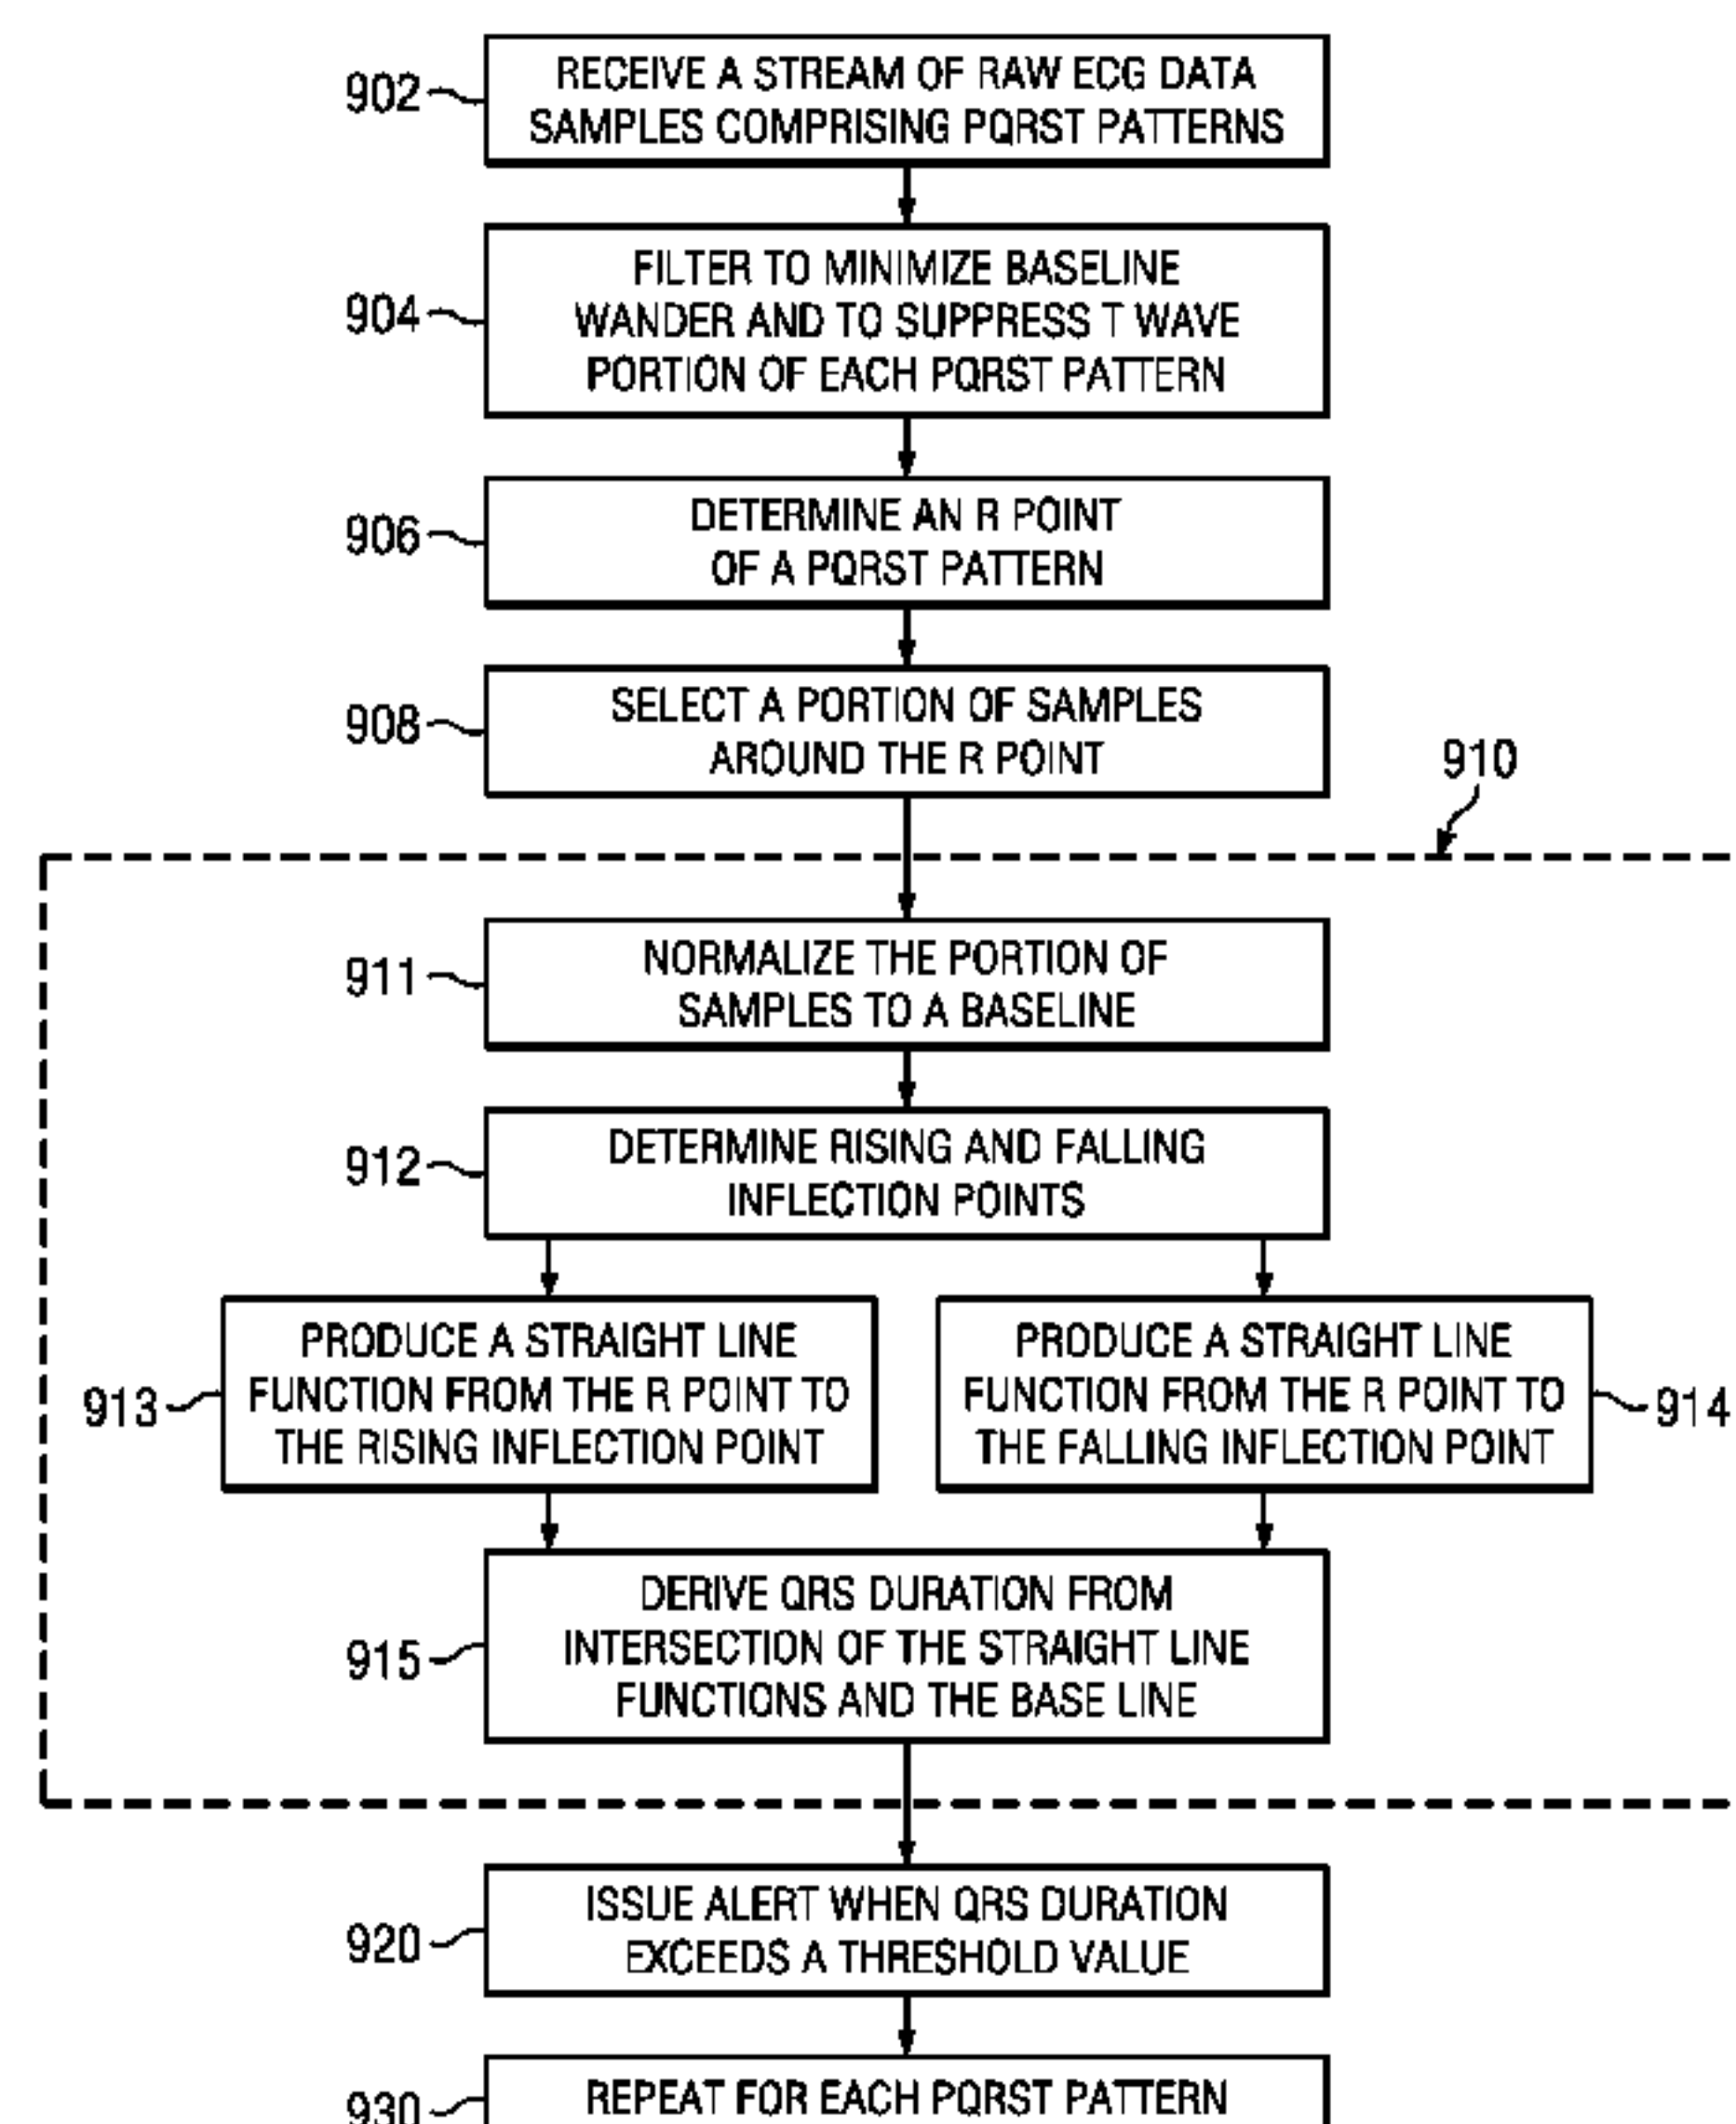 902
RECEIVE A STREAM OF RAW ECG DATA
SAMPLES COMPRISING PQRST PATTERNS
904
FILTER TO MINIMIZE BASELINE
WANDER AND TO SUPPRESS T WAVE
PORTION OF EACH PQRST PATTERN
906
DETERMINE AN R POINT
OF A PQRST PATTERN
908
SELECT A PORTION OF SAMPLES
AROUND THE R POINT
910
911
NORMALIZE THE PORTION OF
SAMPLES TO A BASELINE
912
DETERMINE RISING AND FALLING
INFLECTION POINTS
913
PRODUCE A STRAIGHT LINE
FUNCTION FROM THE R POINT TO
THE RISING INFLECTION POINT
PRODUCE A STRAIGHT LINE
FUNCTION FROM THE R POINT TO
THE FALLING INFLECTION POINT
914
915
DERIVE QRS DURATION FROM
INTERSECTION OF THE STRAIGHT LINE
FUNCTIONS AND THE BASE LINE
920
ISSUE ALERT WHEN QRS DURATION
EXCEEDS A THRESHOLD VALUE
930
REPEAT FOR EACH PQRST PATTERN